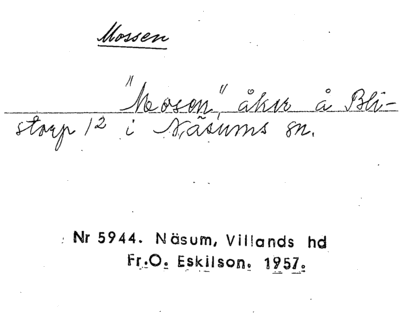 Mossen
"Mosen", åker å Bli-
storp 12 i Näsums sn.
Nr 5944. Näsum, Villands hd
Fr.O. Eskilson. 1957.